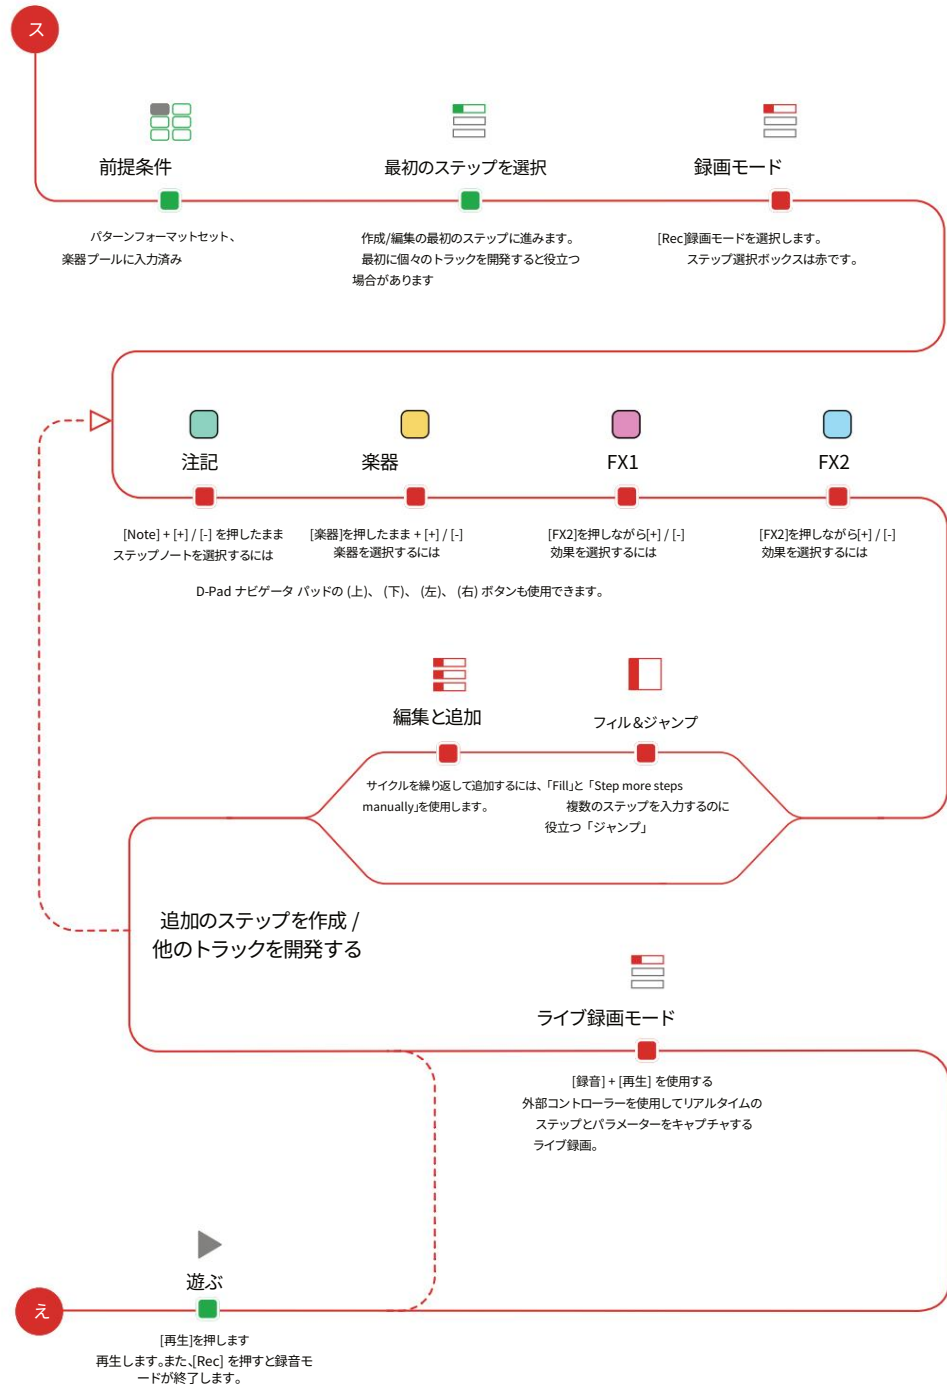 ス
前提条件
最初のステップを選択
録画モード
パターンフォーマットセット、
楽器プールに入力済み
作成/編集の最初のステップに進みます。
最初に個々のトラックを開発すると役立つ
場合があります
[Rec]録画モードを選択します。
ステップ選択ボックスは赤です。
注記
楽器
FX1
FX2
[Note] + [+] / [-] を押したまま
ステップノートを選択するには
[楽器]を押したまま + [+] / [-]
楽器を選択するには
[FX2]を押しながら[+] / [-]
効果を選択するには
[FX2]を押しながら[+] / [-]
効果を選択するには
D-Pad ナビゲータ パッドの (上)、 (下)、 (左)、 (右) ボタンも使用できます。
編集と追加
フィル&ジャンプ
サイクルを繰り返して追加するには、「Fill」と「Step more steps
manually」を使用します。
複数のステップを入力するのに
役立つ「ジャンプ」
追加のステップを作成 /
他のトラックを開発する
ライブ録画モード
[録音] + [再生] を使用する
外部コントローラーを使用してリアルタイムの
ステップとパラメーターをキャプチャする
ライブ録画。
遊ぶ
え
[再生]を押します
再生します。また、[Rec] を押すと録音モ
ードが終了します。